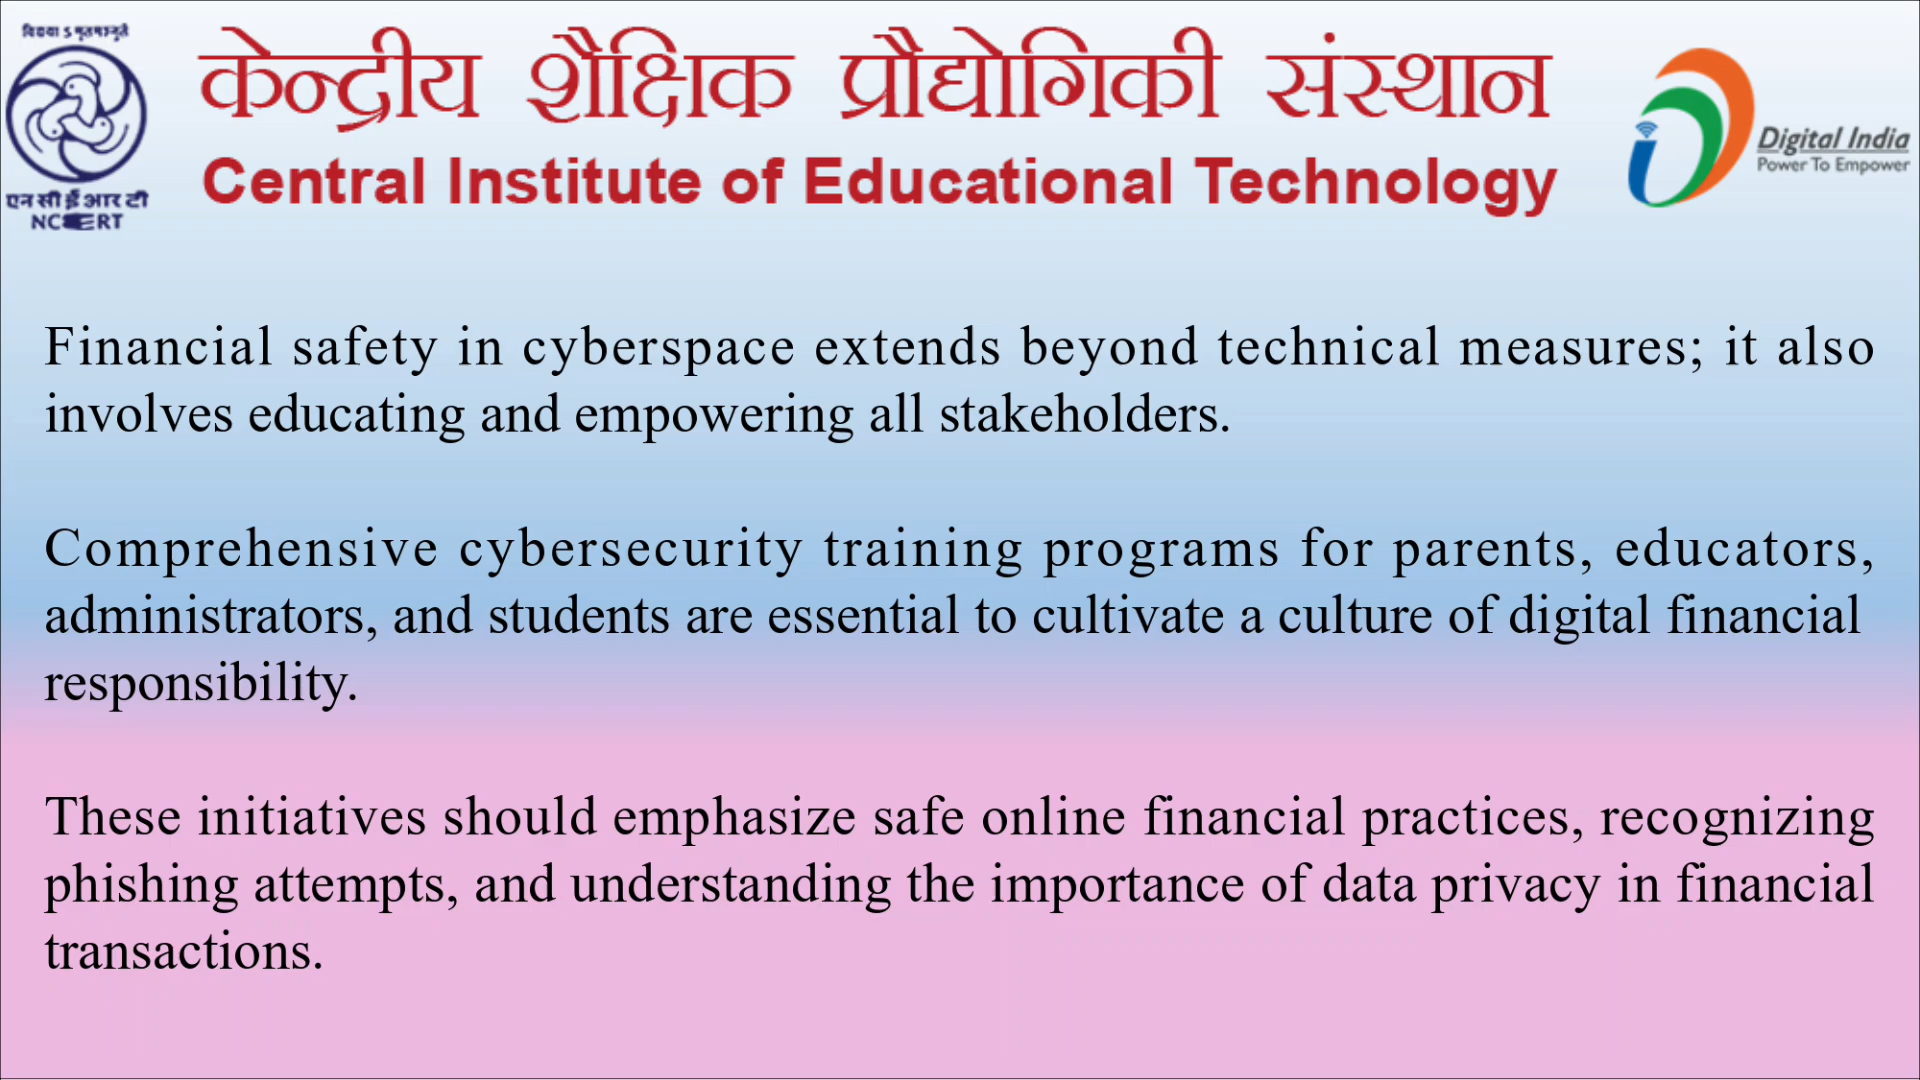 केन्द्रीय शैक्षिक प्रौद्योगिकी संस्थान
Central Institute of Educational Technology
एन सी ई आर टी
NCERT
Digital India
Power To Empower
Financial safety in cyberspace extends beyond technical measures; it also
involves educating and empowering all stakeholders.
Comprehensive cybersecurity training programs for parents, educators,
administrators, and students are essential to cultivate a culture of digital financial
responsibility.
These initiatives should emphasize safe online financial practices, recognizing
phishing attempts, and understanding the importance of data privacy in financial
transactions.